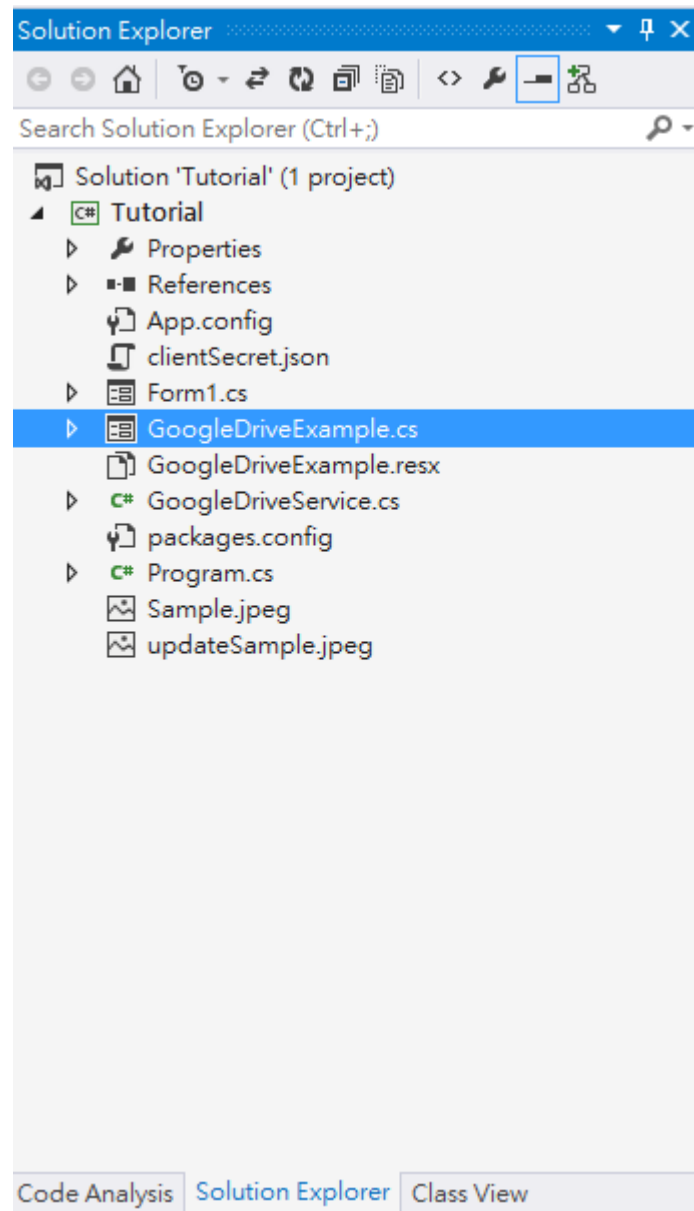 Solution Explorer
Search Solution Explorer (Ctrl+;)
Solution 'Tutorial' (1 project)
C# Tutorial
Properties
References
App.config
clientSecret.json
Form1.cs
GoogleDriveExample.cs
GoogleDriveExample.resx
C# GoogleDriveService.cs
packages.config
C# Program.cs
Sample.jpeg
updateSample.jpeg
Code Analysis Solution Explorer Class View